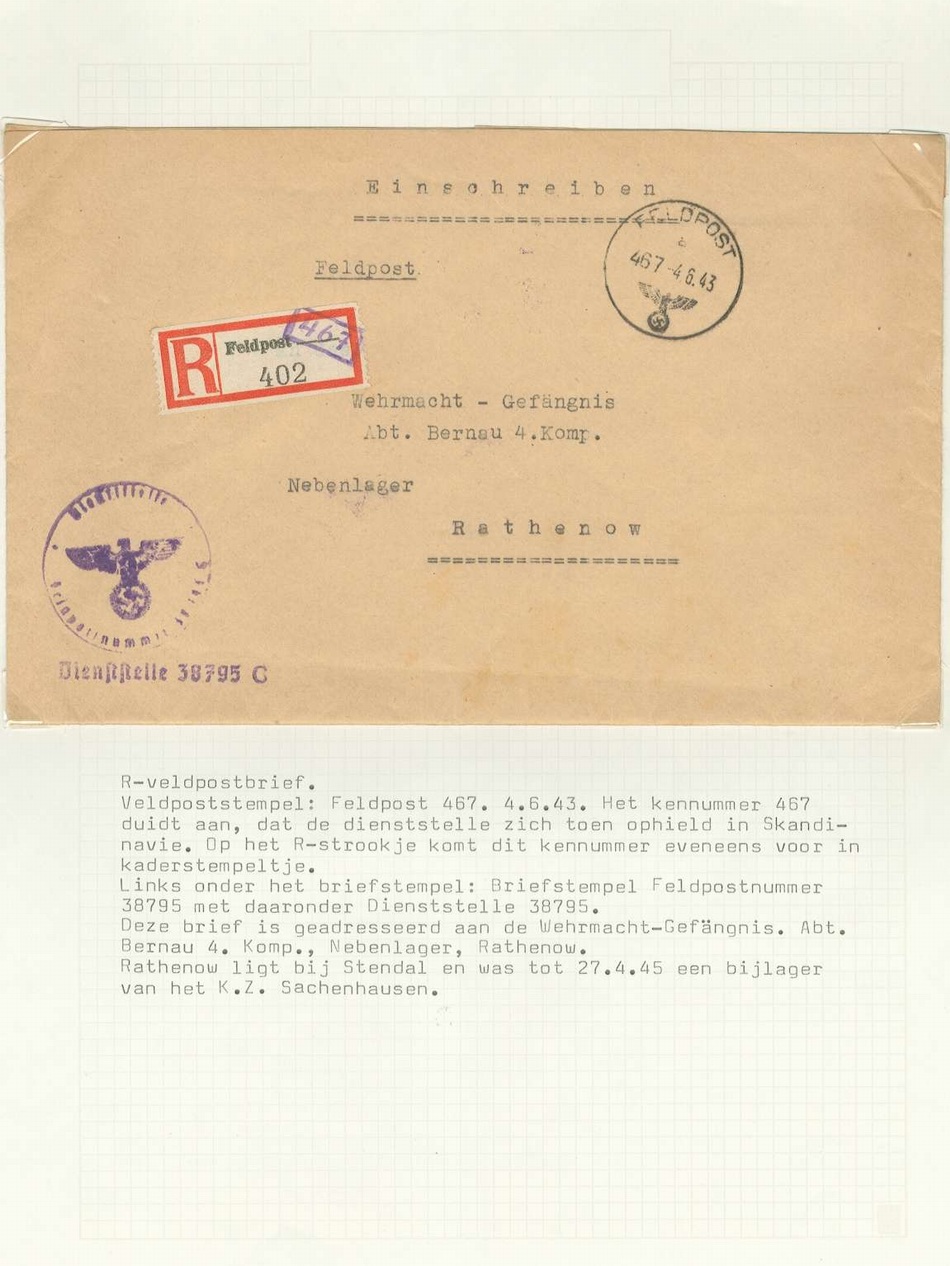 Einschreiben
FELDPOST
a
467 -4.6.43
Feldpost
467
R Feldpost
402
Wehrmacht - Gefängnis
Abt. Bernau 4.Komp.
Nebenlager
Rathenow
Dienststelle
Feldpostnummer
Dienststelle 38795 C
R-veldpostbrief.
Veldpoststempel: Feldpost 467. 4.6.43. Het kennummer 467
duidt aan, dat de dienststelle zich toen ophield in Skandi-
navie. Op het R-strookje komt dit kennummer eveneens voor in
kaderstempeltje.
Links onder het briefstempel: Briefstempel Feldpostnummer
38795 met daaronder Dienststelle 38795.
Deze brief is geadresseerd aan de Wehrmacht-Gefängnis. Abt.
Bernau 4. Komp., Nebenlager, Rathenow.
Rathenow ligt bij Stendal en was tot 27.4.45 een bijlager
van het K.Z. Sachenhausen.